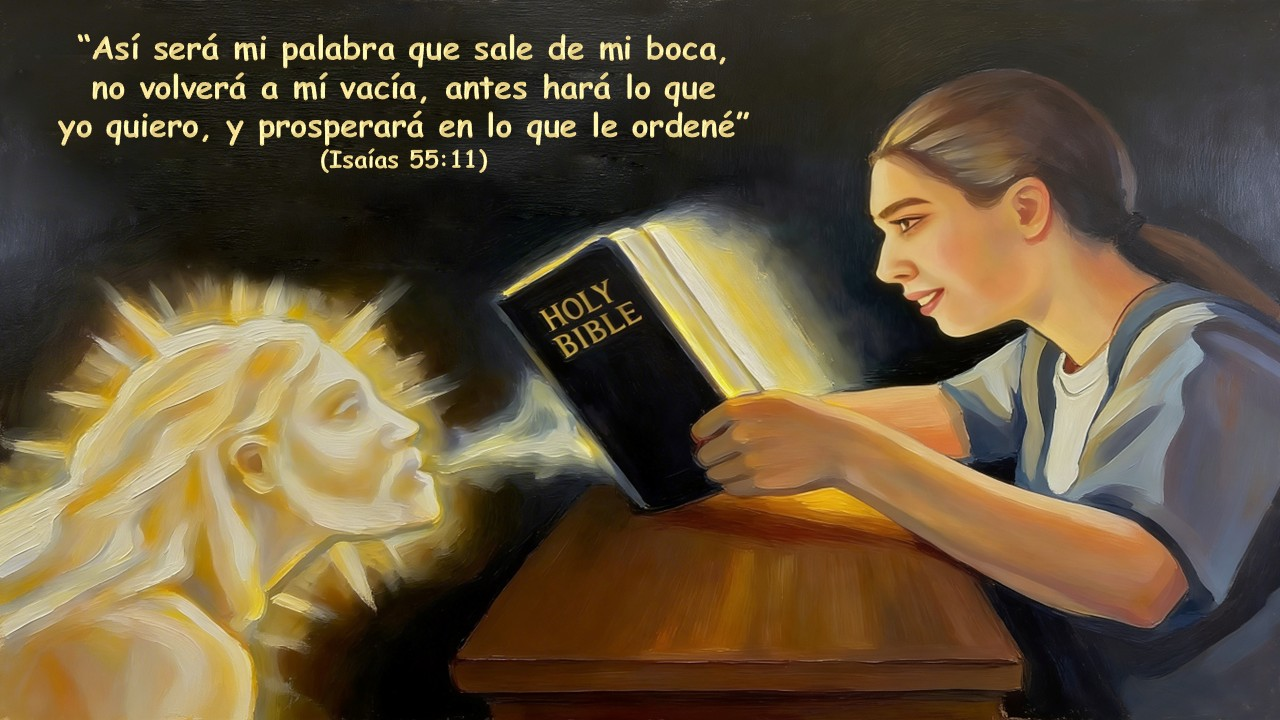 “Así será mi palabra que sale de mi boca,
no volverá a mí vacía, antes hará lo que
yo quiero, y prosperará en lo que le ordené”
(Isaías 55:11)
HOLY
BIBLE